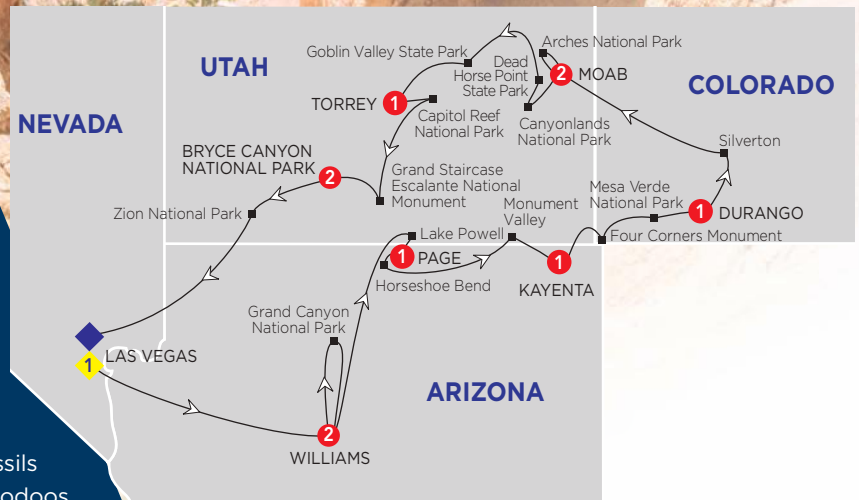 UTAH
NEVADA
COLORADO
ARIZONA
Goblin Valley State Park
Arches National Park
Dead
Horse Point
State Park
2 MOAB
TORREY 1
Capitol Reef
National Park
Canyonlands
National Park
Silverton
BRYCE CANYON
NATIONAL PARK
2
Grand Staircase
Escalante National
Monument
Mesa Verde
National Park
1 DURANGO
Zion National Park
Monument
Valley
Four Corners Monument
Lake Powell
1 PAGE
Horseshoe Bend
1
KAYENTA
Grand Canyon
National Park
LAS VEGAS
1
2
WILLIAMS
ssils
odoos